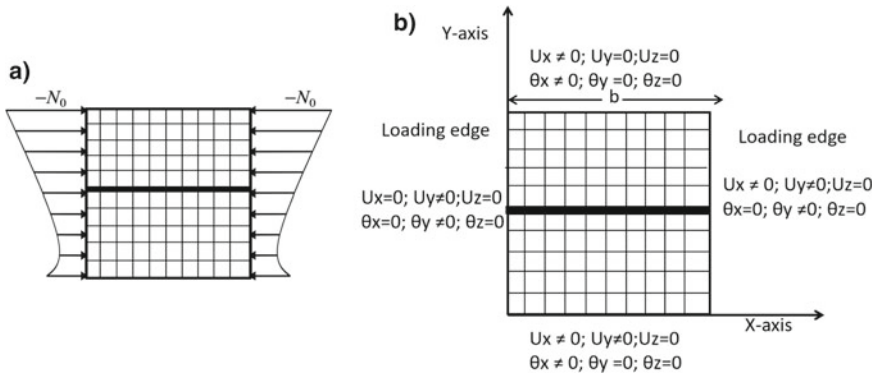 a)
−N₀
−N₀
b)
Y-axis
Ux ≠ 0; Uy=0;Uz=0
θx ≠ 0; θy =0; θz=0
b
Loading edge
Loading edge
Ux=0; Uy≠0;Uz=0
θx=0; θy ≠0; θz=0
Ux ≠ 0; Uy≠0;Uz=0
θx=0; θy ≠0; θz=0
X-axis
Ux ≠ 0; Uy≠0;Uz=0
θx ≠ 0; θy =0; θz=0